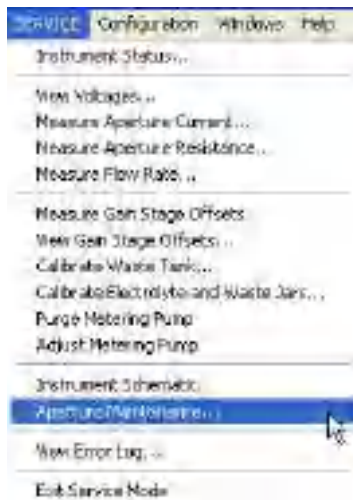 SERVICE Configuration Windows Help
Instrument Status...
View Voltages...
Measure Aperture Current...
Measure Aperture Resistance...
Measure Flow Rate...
Measure Gain Stage Offsets
View Gain Stage Offsets...
Calibrate Waste Tank...
Calibrate Electrolyte and Waste Jars...
Purge Metering Pump
Adjust Metering Pump
Instrument Schematic
Aperture Maintenance...
View Error Log...
Exit Service Mode